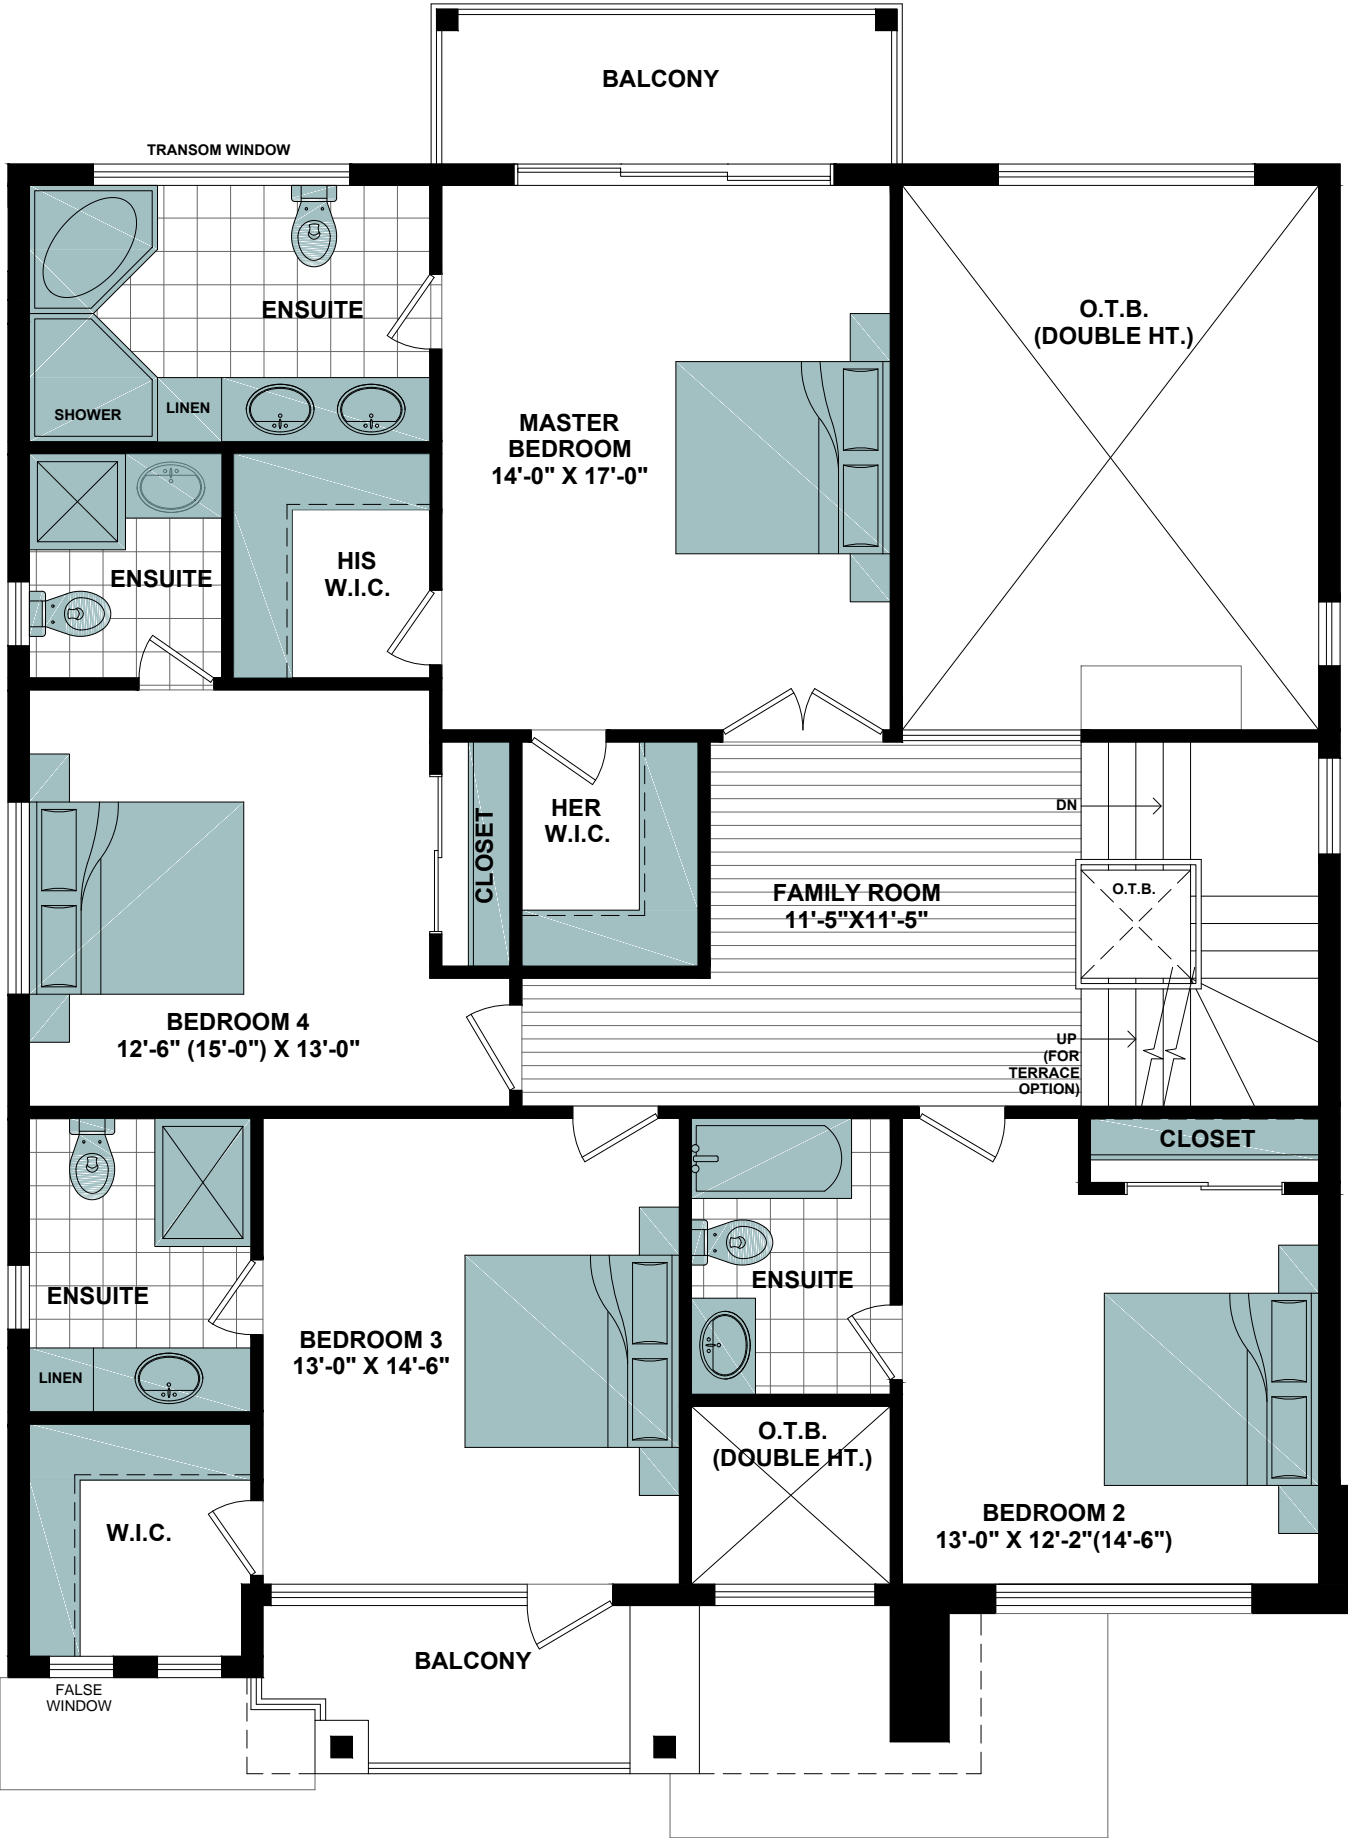 BALCONY
TRANSOM WINDOW
ENSUITE
SHOWER
LINEN
MASTER
BEDROOM
14'-0" X 17'-0"
O.T.B.
(DOUBLE HT.)
ENSUITE
HIS
W.I.C.
CLOSET
HER
W.I.C.
DN
FAMILY ROOM
11'-5"X11'-5"
O.T.B.
BEDROOM 4
12'-6" (15'-0") X 13'-0"
UP
(FOR
TERRACE
OPTION)
CLOSET
ENSUITE
LINEN
BEDROOM 3
13'-0" X 14'-6"
ENSUITE
O.T.B.
(DOUBLE HT.)
BEDROOM 2
13'-0" X 12'-2"(14'-6")
W.I.C.
BALCONY
FALSE
WINDOW